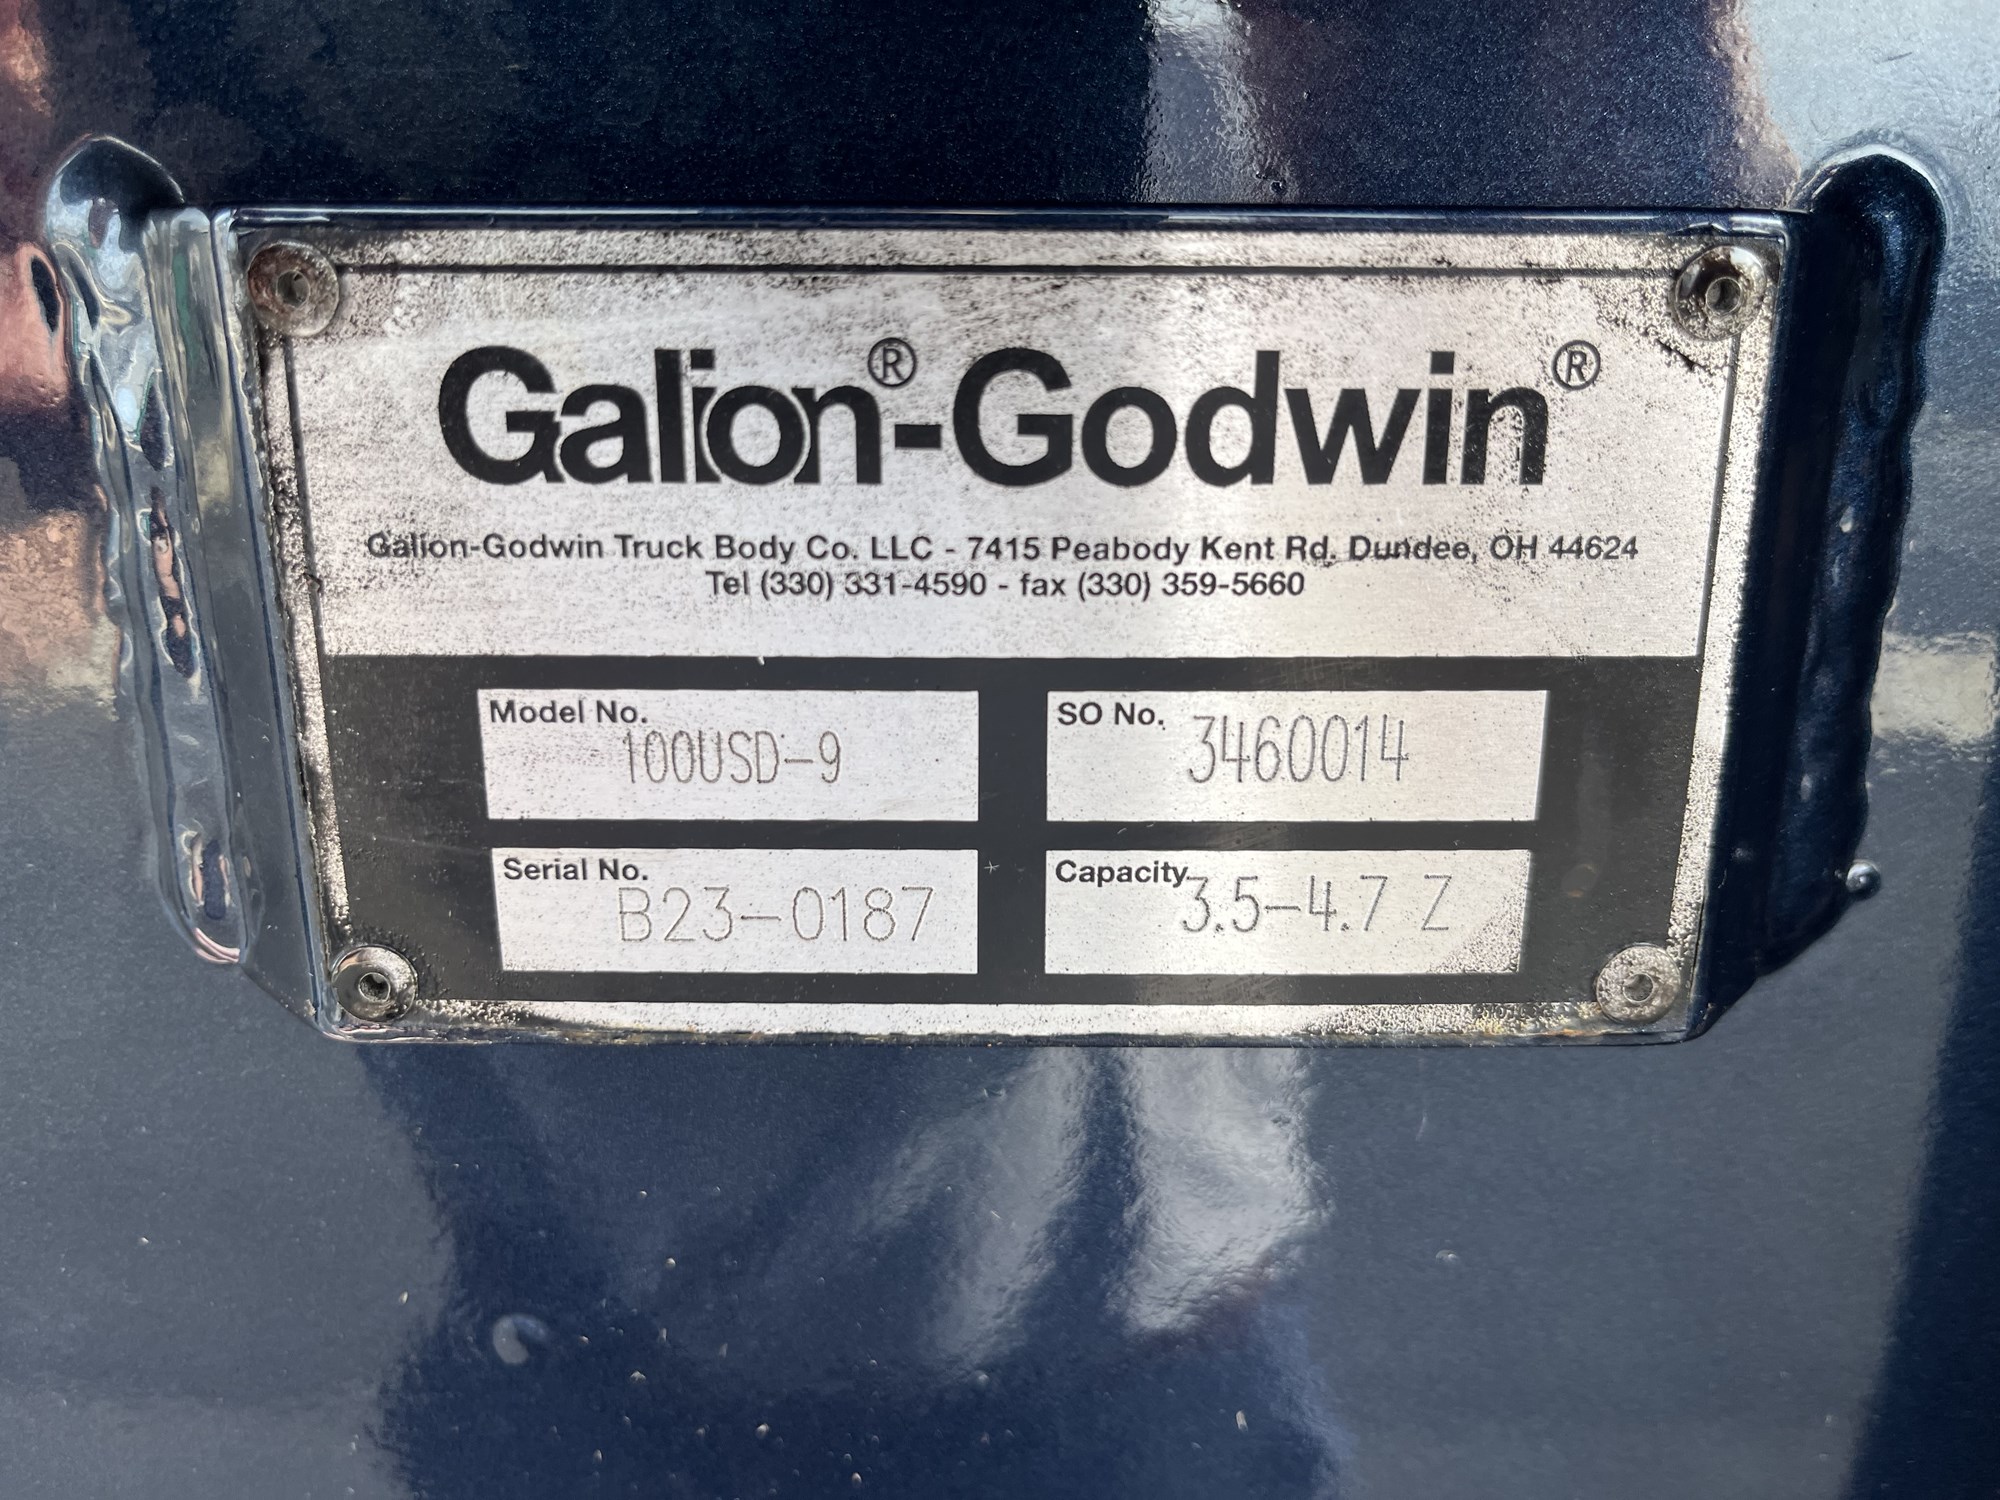 Galion®-Godwin®
Galion-Godwin Truck Body Co. LLC - 7415 Peabody Kent Rd. Dundee, OH 44624
Tel (330) 331-4590 - fax (330) 359-5660
Model No.
100USD-9
SO No.
3460014
Serial No.
B23-0187
Capacity
3.5-4.7 Z